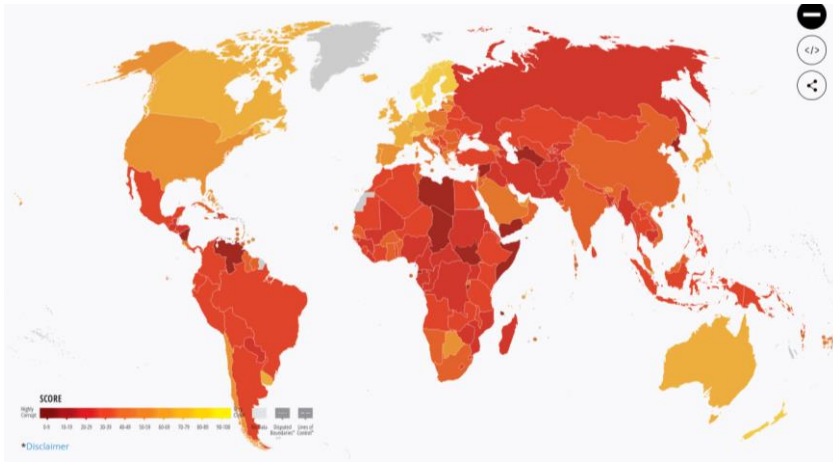 </>
SCORE
Highly
Corrupt
0-9 10-19 20-29 30-39 40-49 50-59 60-69 70-79 80-89 90-100
Disputed
Boundaries*
Lines of
Control*
*Disclaimer